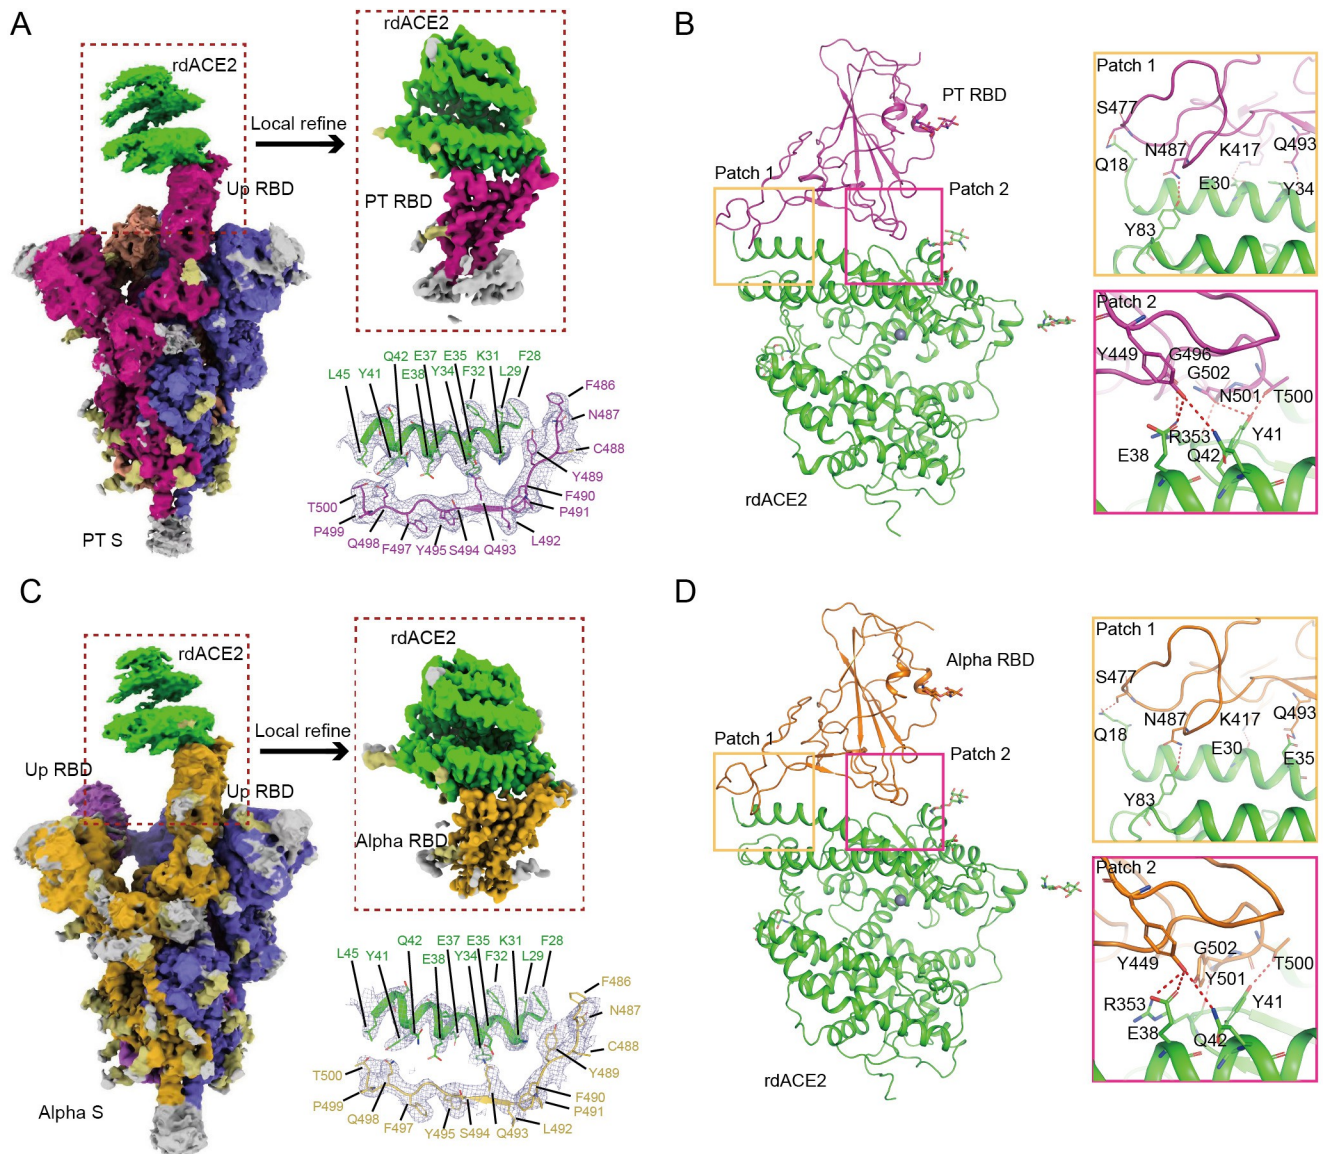 A
rdACE2
Local refine
Up RBD
PT S
rdACE2
PT RBD
Q42 E37 E35 K31 F28
L45 Y41 E38 Y34 F32 L29
F486
N487
C488
Y489
F490
P491
L492
T500
P499
Q498 F497 Y495 S494 Q493
B
PT RBD
Patch 1
Patch 2
rdACE2
Patch 1
S477
Q18
N487 K417 Q493
E30
Y34
Y83
Patch 2
Y449 G496
G502
N501 T500
R353 Y41
E38 Q42
C
rdACE2
Local refine
Up RBD
Up RBD
Alpha S
rdACE2
Alpha RBD
Q42 E37 E35 K31 F28
L45 Y41 E38 Y34 F32 L29
F486
N487
C488
Y489
F490
P491
L492
T500
P499
Q498 F497 Y495 S494 Q493
D
Alpha RBD
Patch 1
Patch 2
rdACE2
Patch 1
S477
Q18
N487 K417 Q493
E30
E35
Y83
Patch 2
G502
Y449 Y501 T500
R353 Y41
E38 Q42